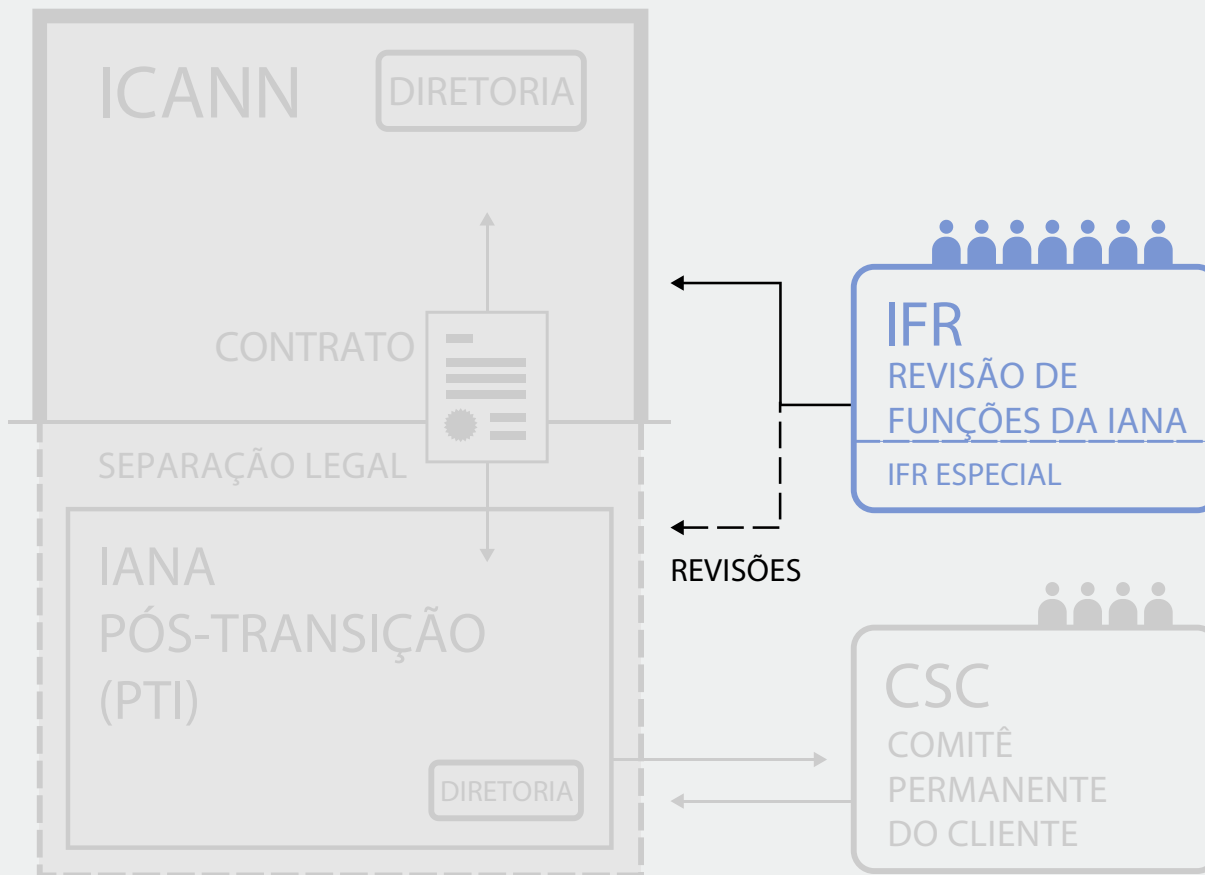 ICANN
DIRETORIA
CONTRATO
SEPARAÇÃO LEGAL
IANA
PÓS-TRANSIÇÃO
(PTI)
DIRETORIA
IFR
REVISÃO DE
FUNÇÕES DA IANA
IFR ESPECIAL
REVISÕES
CSC
COMITÊ
PERMANENTE
DO CLIENTE